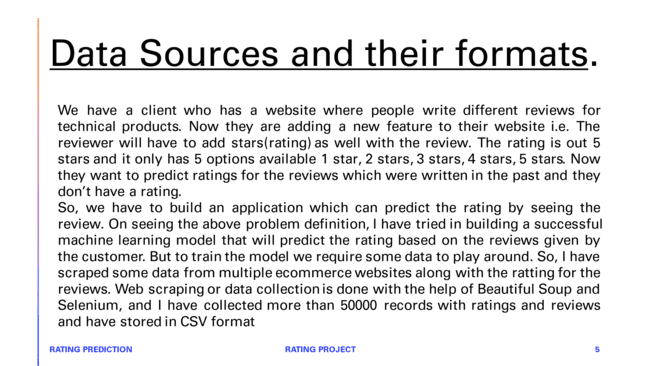 Data Sources and their formats.
We have a client who has a website where people write different reviews for
technical products. Now they are adding a new feature to their website i.e. The
reviewer will have to add stars(rating) as well with the review. The rating is out 5
stars and it only has 5 options available 1 star, 2 stars, 3 stars, 4 stars, 5 stars. Now
they want to predict ratings for the reviews which were written in the past and they
don't have a rating.
So, we have to build an application which can predict the rating by seeing the
review. On seeing the above problem definition, I have tried in building a successful
machine learning model that will predict the rating based on the reviews given by
the customer. But to train the model we require some data to play around. So, I have
scraped some data from multiple ecommerce websites along with the ratting for the
reviews. Web scraping or data collection is done with the help of Beautiful Soup and
Selenium, and I have collected more than 50000 records with ratings and reviews
and have stored in CSV format
RATING PREDICTION RATING PROJECT 5